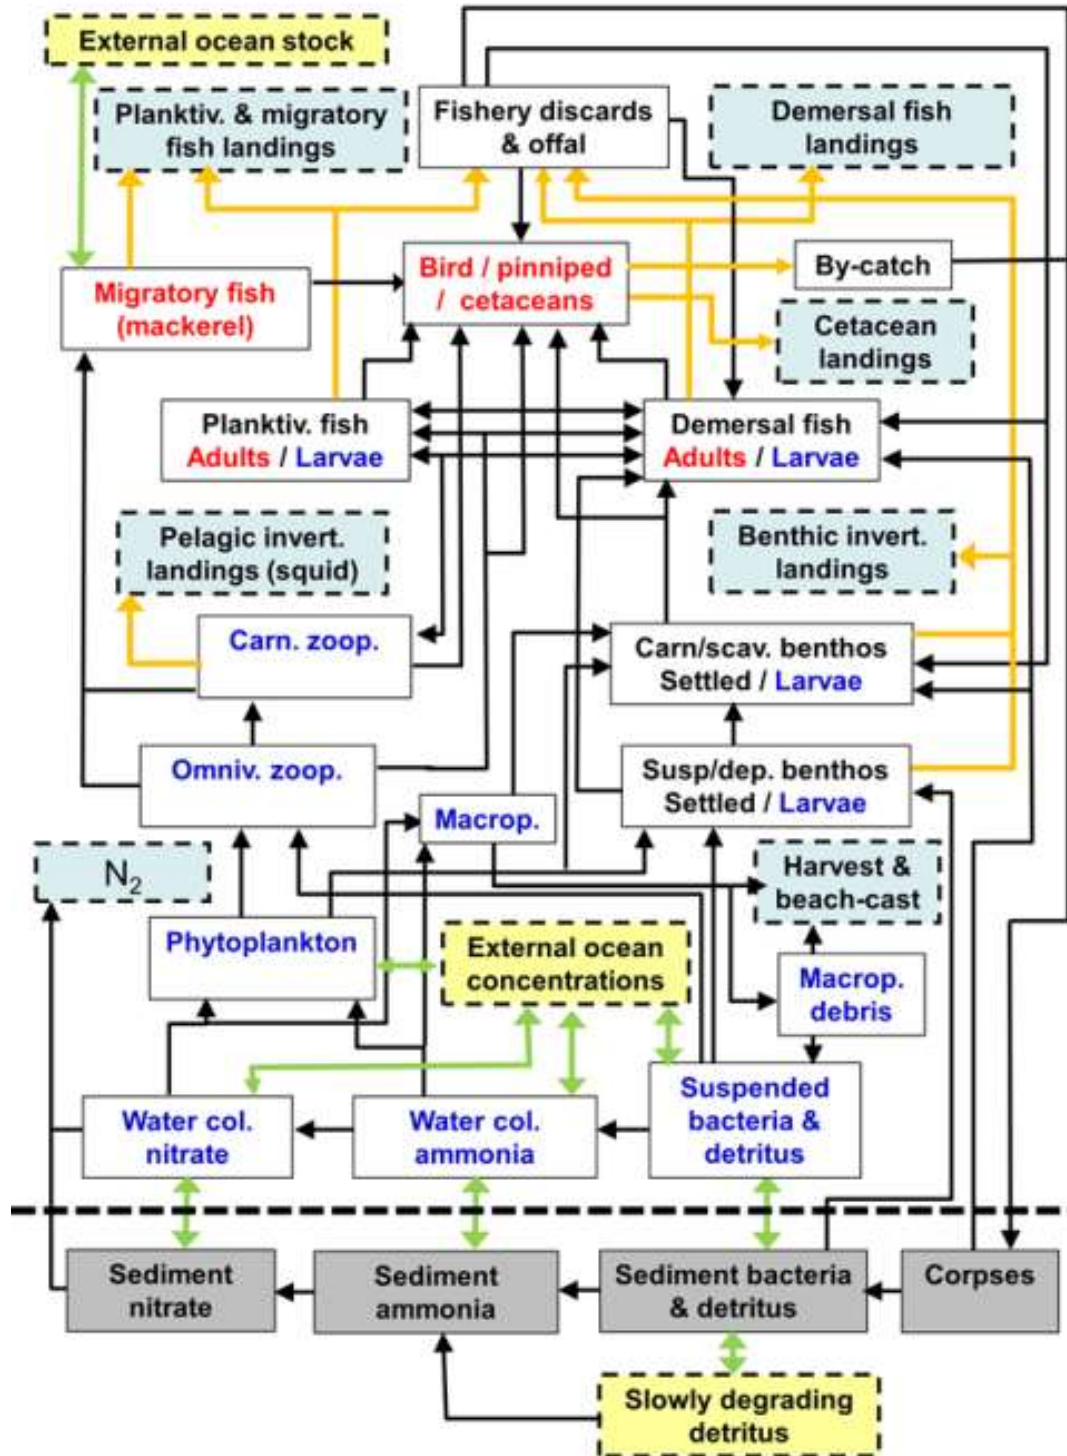 External ocean stock
Planktiv. & migratory
fish landings
Fishery discards
& offal
Demersal fish
landings
Migratory fish
(mackerel)
Bird / pinniped
/ cetaceans
By-catch
Cetacean
landings
Planktiv. fish
Adults / Larvae
Demersal fish
Adults / Larvae
Pelagic invert.
landings (squid)
Benthic invert.
landings
Carn. zoop.
Carn/scav. benthos
Settled / Larvae
Omniv. zoop.
Susp/dep. benthos
Settled / Larvae
Macrop.
N₂
Harvest &
beach-cast
Phytoplankton
External ocean
concentrations
Macrop.
debris
Water col.
nitrate
Water col.
ammonia
Suspended
bacteria &
detritus
Sediment
nitrate
Sediment
ammonia
Sediment bacteria
& detritus
Corpses
Slowly degrading
detritus